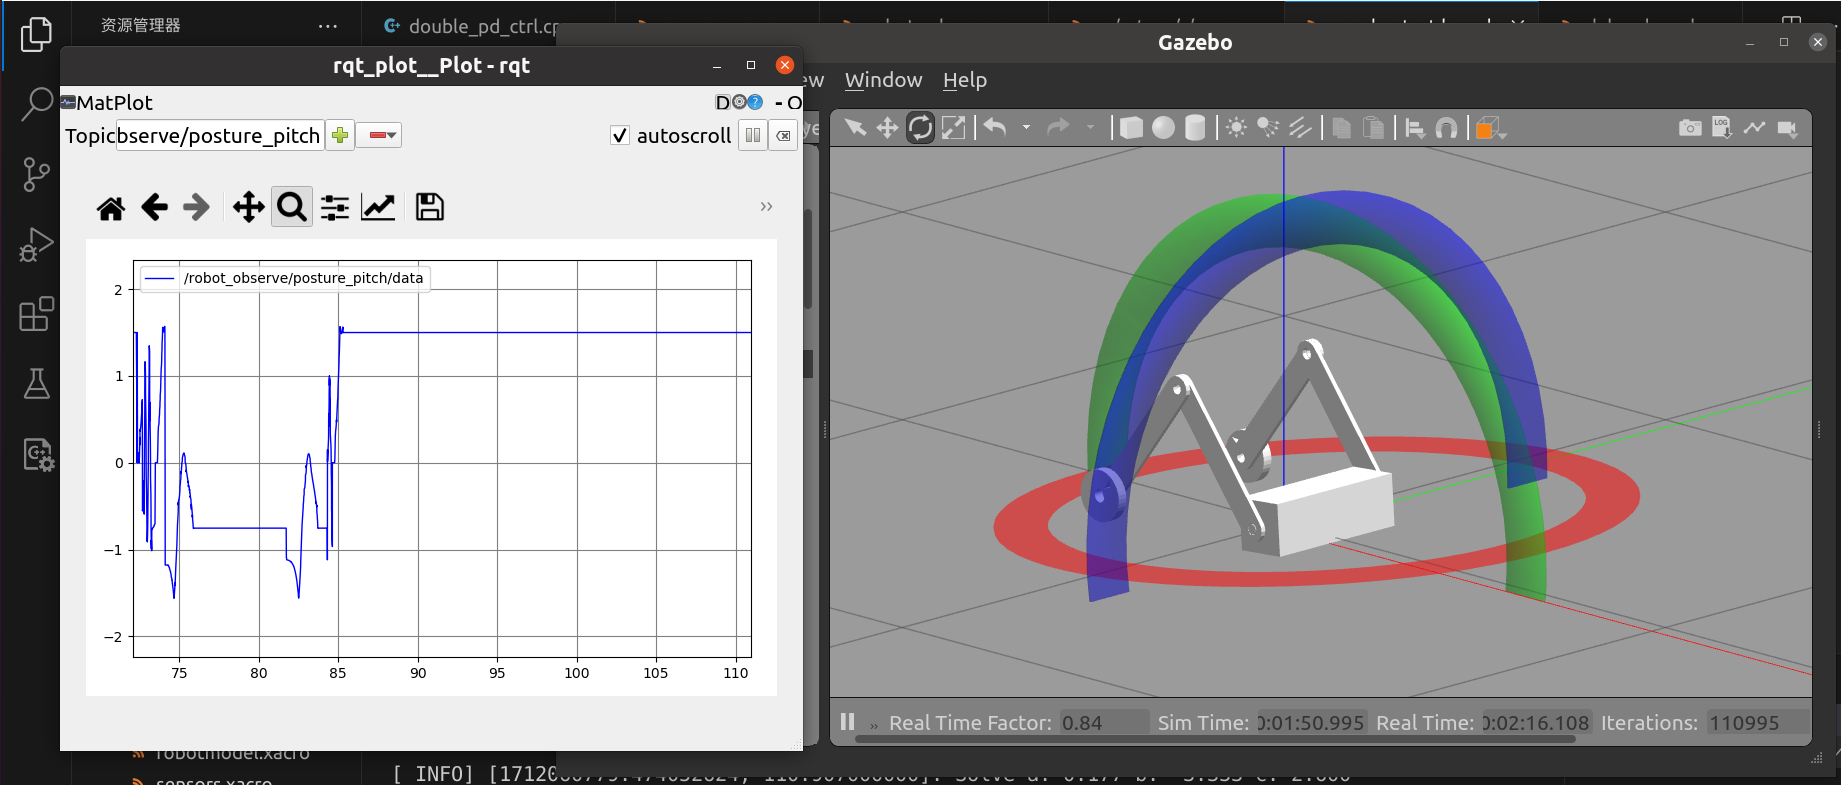 资源管理器
double_pd_ctrl.cp
Gazebo
rqt_plot__Plot - rqt
ew Window Help
MatPlot
D - O
Topic bserve/posture_pitch
autoscroll
LOG
/robot_observe/posture_pitch/data
2
1
0
−1
−2
75 80 85 90 95 100 105 110
Real Time Factor: 0.84 Sim Time: 0:01:50.995 Real Time: 0:02:16.108 Iterations: 110995
robotmodel.xacro
sensors.xacro
[ INFO]